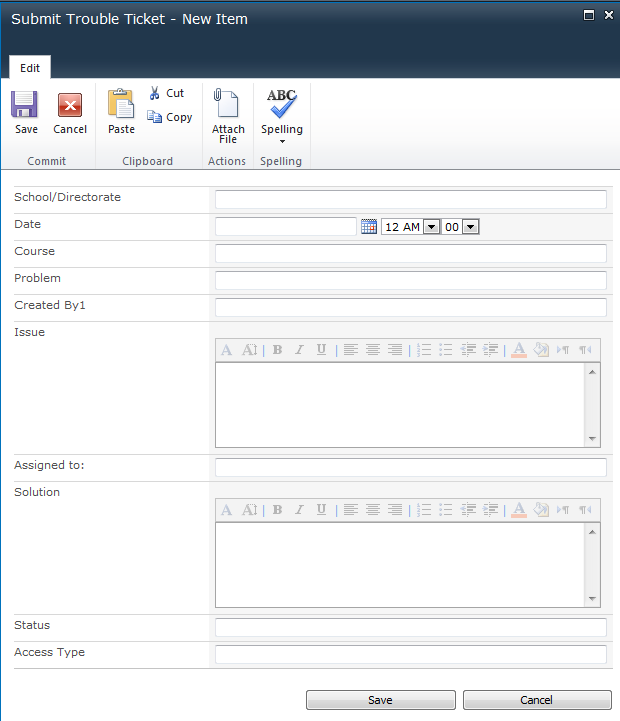 Submit Trouble Ticket - New Item
Edit
Save
Cancel
Paste
Cut
Copy
Attach File
ABC
Spelling
Commit
Clipboard
Actions
Spelling
School/Directorate
Date
12 AM
00
Course
Problem
Created By1
Issue
A A B I U A
Assigned to:
Solution
A A B I U A
Status
Access Type
Save
Cancel